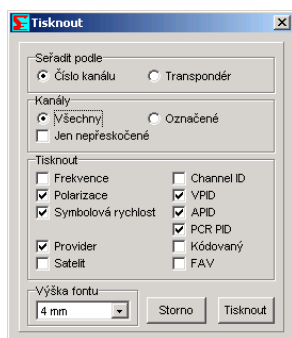 Tisknout
Seřadit podle
Číslo kanálu Transpondér
Kanály
Všechny Označené
Jen nepřeskočené
Tisknout
Frekvence Channel ID
Polarizace VPID
Symbolová rychlost APID
PCR PID
Provider Kódovaný
Satelit FAV
Výška fontu
4 mm Storno Tisknout